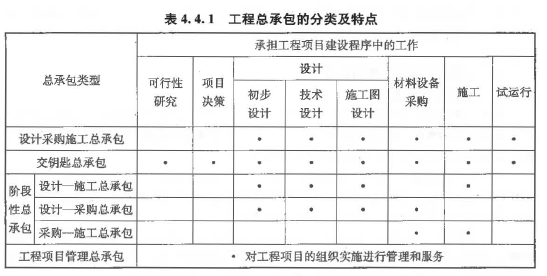 表 4.4.1 工程总承包的分类及特点
总承包类型
承担工程项目建设程序中的工作
可行性
研究
项目
决策
设计
初步
设计
技术
设计
施工图
设计
材料设备
采购
施工
试运行
设计采购施工总承包 • • • • • •
交钥匙总承包 • • • • • • • •
阶段
性总
承包
设计—施工总承包 • • • •
设计—采购总承包 • • • •
采购—施工总承包 • •
工程项目管理总承包 • 对工程项目的组织实施进行管理和服务